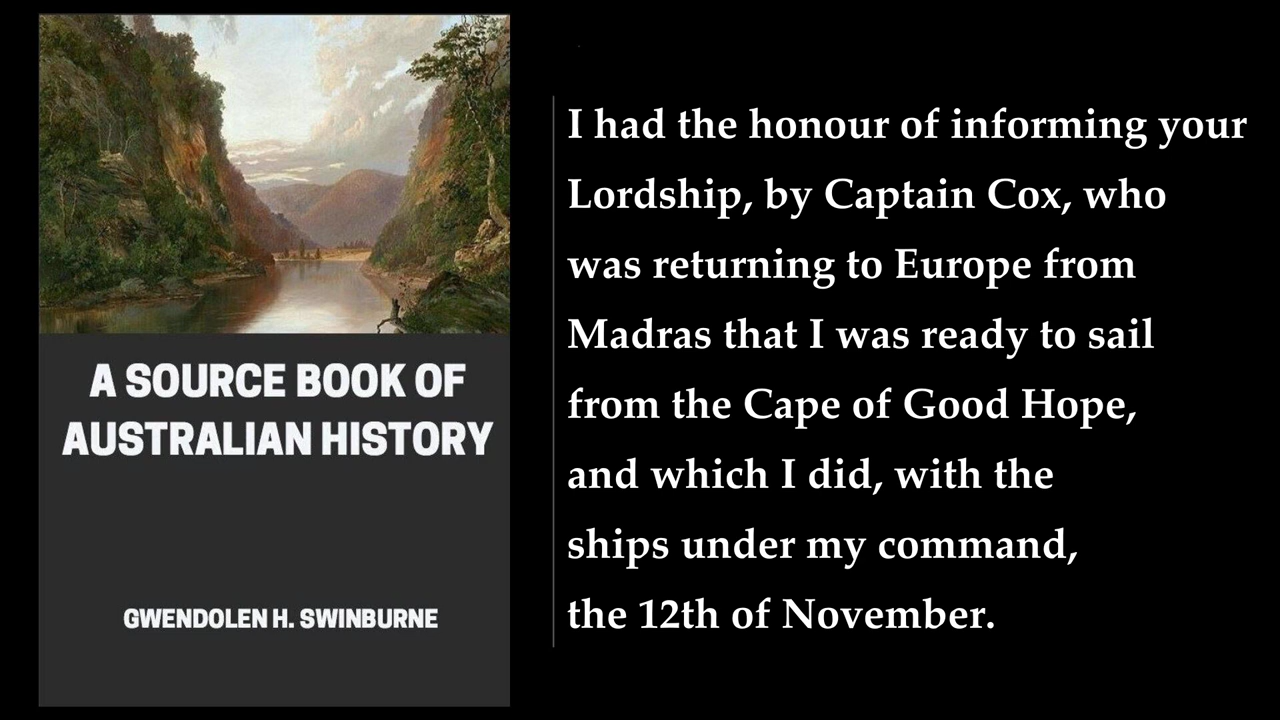 A SOURCE BOOK OF
AUSTRALIAN HISTORY
GWENDOLEN H. SWINBURNE
I had the honour of informing your
Lordship, by Captain Cox, who
was returning to Europe from
Madras that I was ready to sail
from the Cape of Good Hope,
and which I did, with the
ships under my command,
the 12th of November.